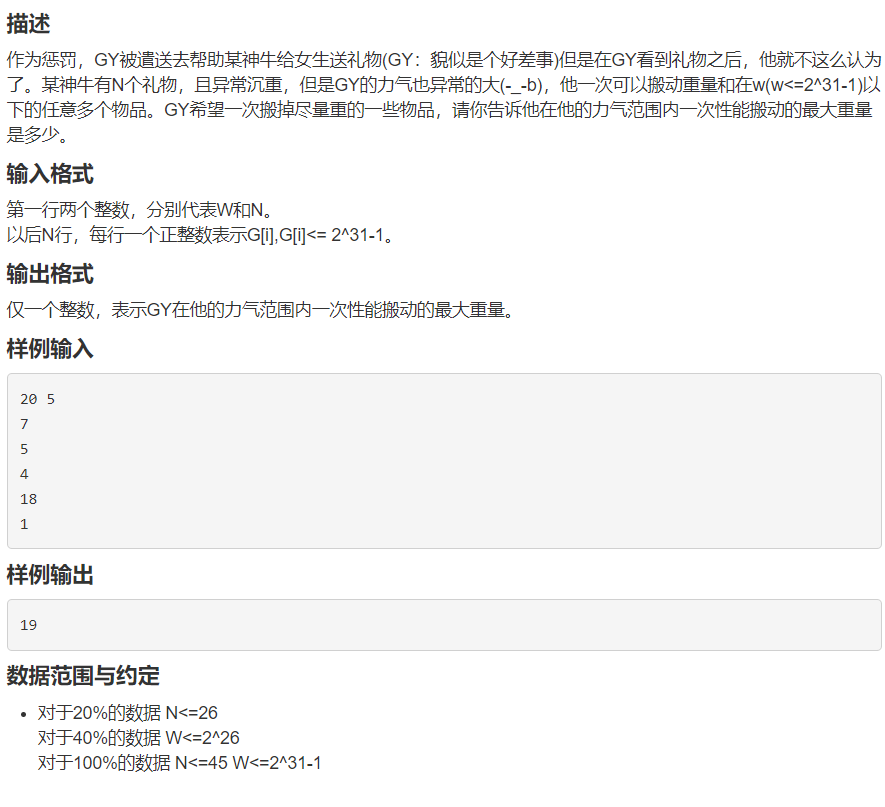 描述
作为惩罚，GY被遣送去帮助某神牛给女生送礼物(GY：貌似是个好差事)但是在GY看到礼物之后，他就不这么认为
了。某神牛有N个礼物，且异常沉重，但是GY的力气也异常的大(-_-b)，他一次可以搬动重量和在w(w<=2^31-1)以
下的任意多个物品。GY希望一次搬掉尽量重的一些物品，请你告诉他在他的力气范围内一次性能搬动的最大重量
是多少。
输入格式
第一行两个整数，分别代表W和N。
以后N行，每行一个正整数表示G[i],G[i]<= 2^31-1。
输出格式
仅一个整数，表示GY在他的力气范围内一次性能搬动的最大重量。
样例输入
20 5
7
5
4
18
1
样例输出
19
数据范围与约定
• 对于20%的数据 N<=26
对于40%的数据 W<=2^26
对于100%的数据 N<=45 W<=2^31-1